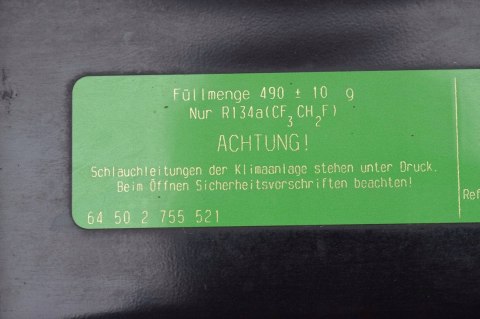 Füllmenge 490 ± 10 g
Nur R134a(CF₃CH₂F)
ACHTUNG!
Schlauchleitungen der Klimaanlage stehen unter Druck.
Beim Öffnen Sicherheitsvorschriften beachten!
64 50 2 755 521
Ref